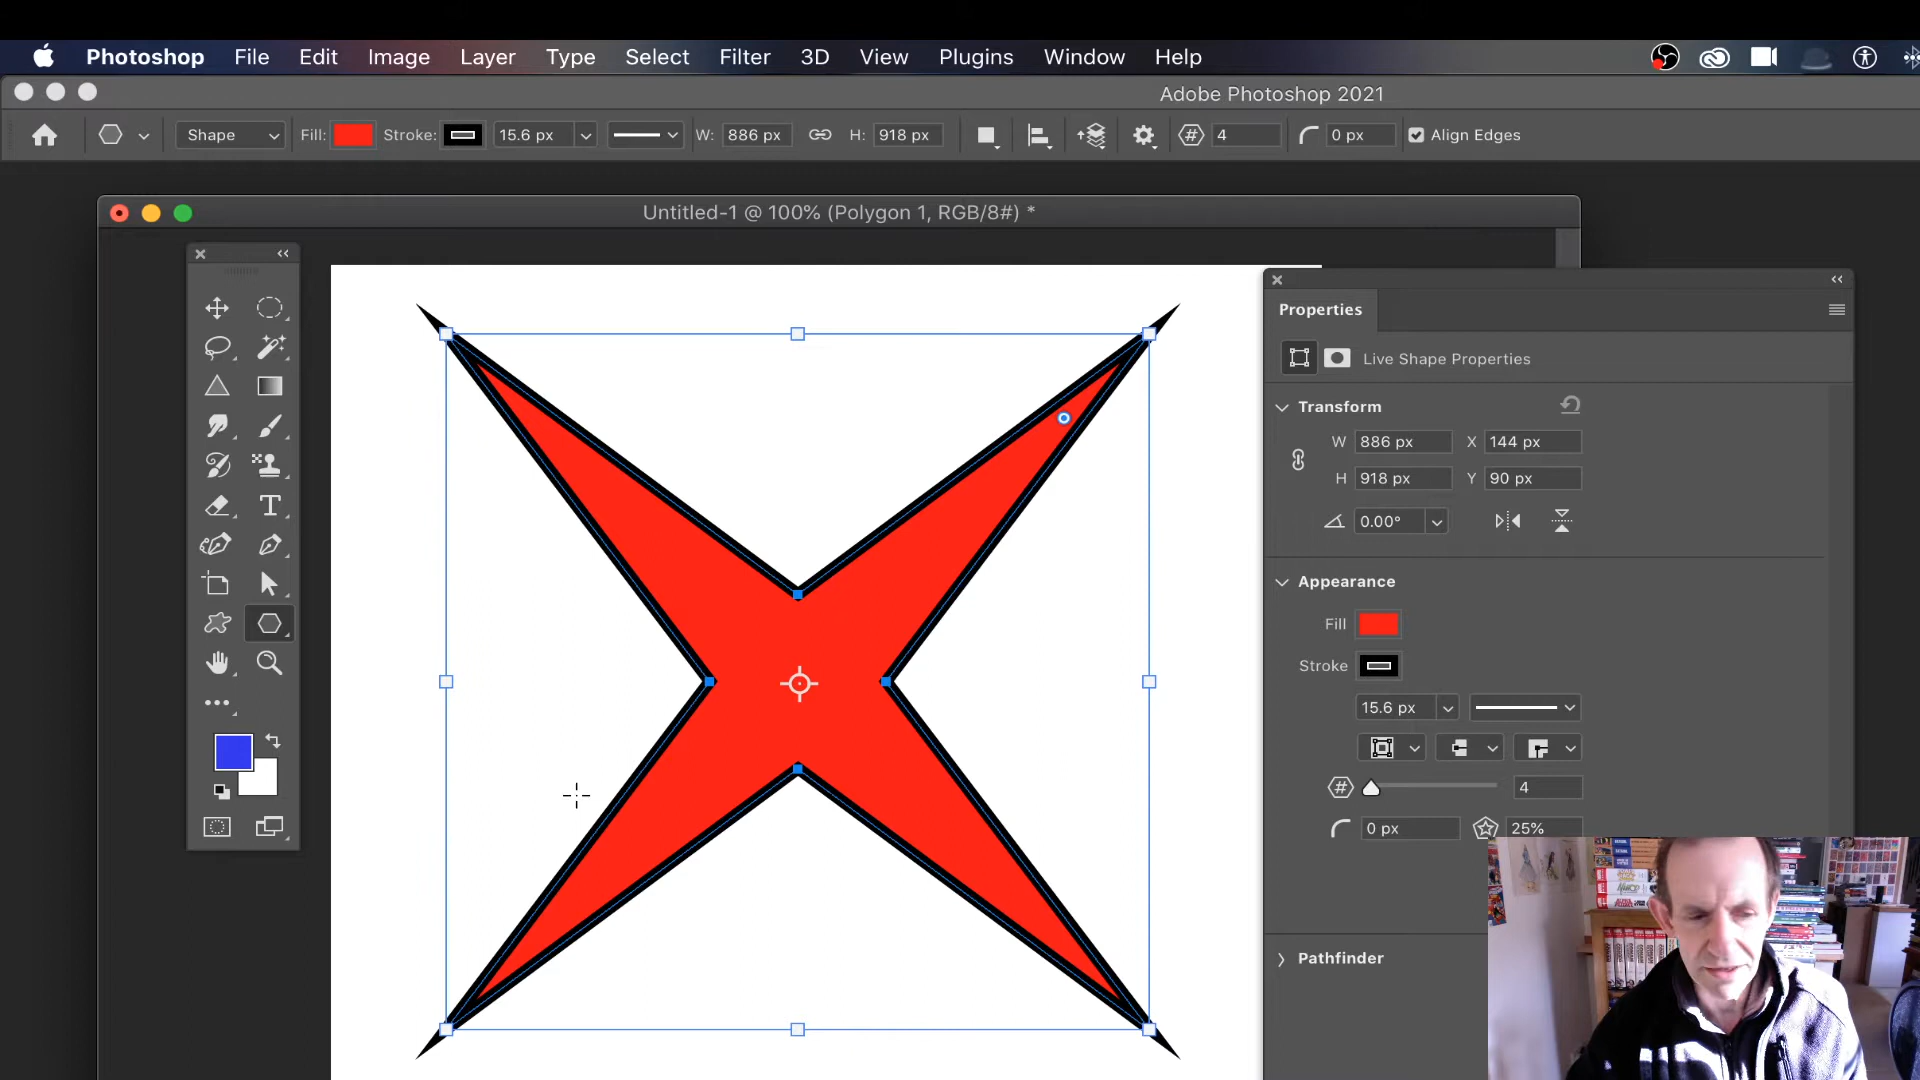 Photoshop File Edit Image Layer Type Select Filter 3D View Plugins Window Help
Adobe Photoshop 2021
Shape Fill: Stroke: 15.6 px W: 886 px H: 918 px 4 0 px Align Edges
Untitled-1 @ 100% (Polygon 1, RGB/8#) *
Properties
Live Shape Properties
Transform
W 886 px X 144 px
H 918 px Y 90 px
0.00°
Appearance
Fill
Stroke
15.6 px
# 4
0 px 25%
Pathfinder